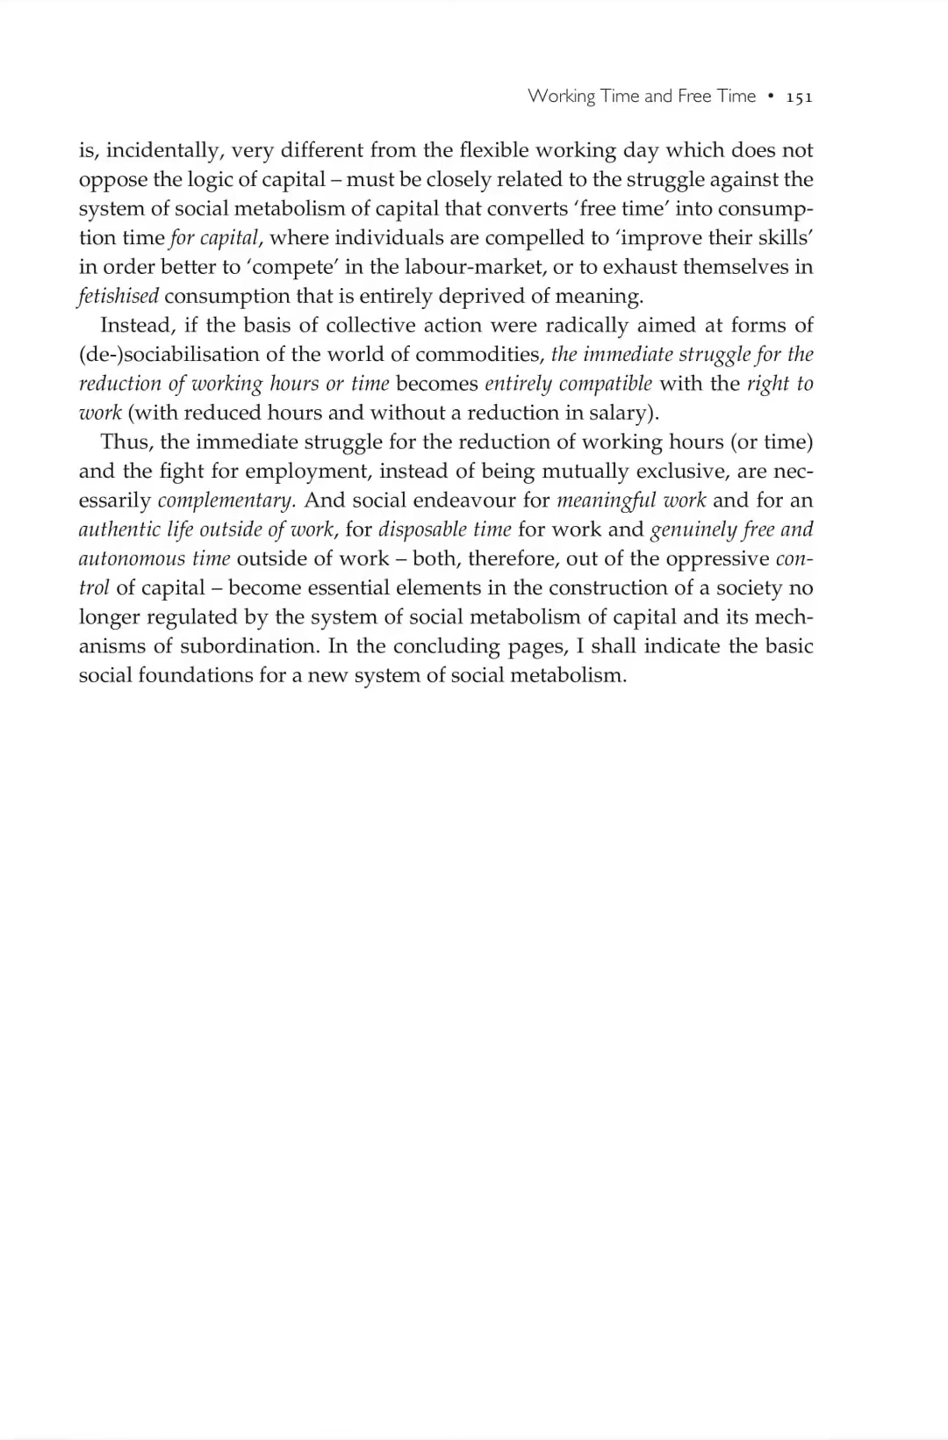 Working Time and Free Time • 151
is, incidentally, very different from the flexible working day which does not
oppose the logic of capital – must be closely related to the struggle against the
system of social metabolism of capital that converts ‘free time’ into consump-
tion time for capital, where individuals are compelled to ‘improve their skills’
in order better to ‘compete’ in the labour-market, or to exhaust themselves in
fetishised consumption that is entirely deprived of meaning.
Instead, if the basis of collective action were radically aimed at forms of
(de-)sociabilisation of the world of commodities, the immediate struggle for the
reduction of working hours or time becomes entirely compatible with the right to
work (with reduced hours and without a reduction in salary).
Thus, the immediate struggle for the reduction of working hours (or time)
and the fight for employment, instead of being mutually exclusive, are nec-
essarily complementary. And social endeavour for meaningful work and for an
authentic life outside of work, for disposable time for work and genuinely free and
autonomous time outside of work – both, therefore, out of the oppressive con-
trol of capital – become essential elements in the construction of a society no
longer regulated by the system of social metabolism of capital and its mech-
anisms of subordination. In the concluding pages, I shall indicate the basic
social foundations for a new system of social metabolism.